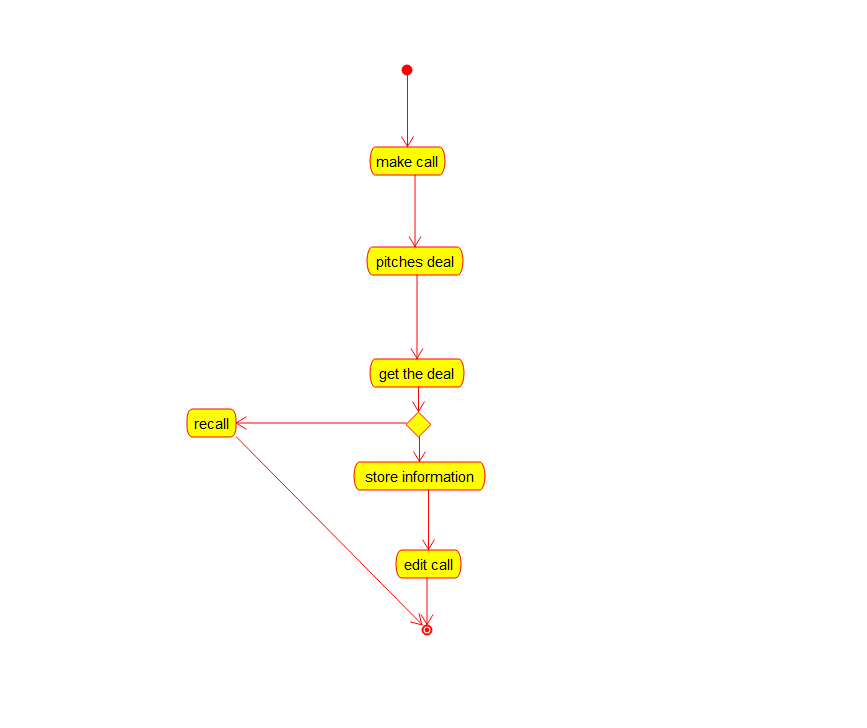 make call
pitches deal
get the deal
recall
store information
edit call